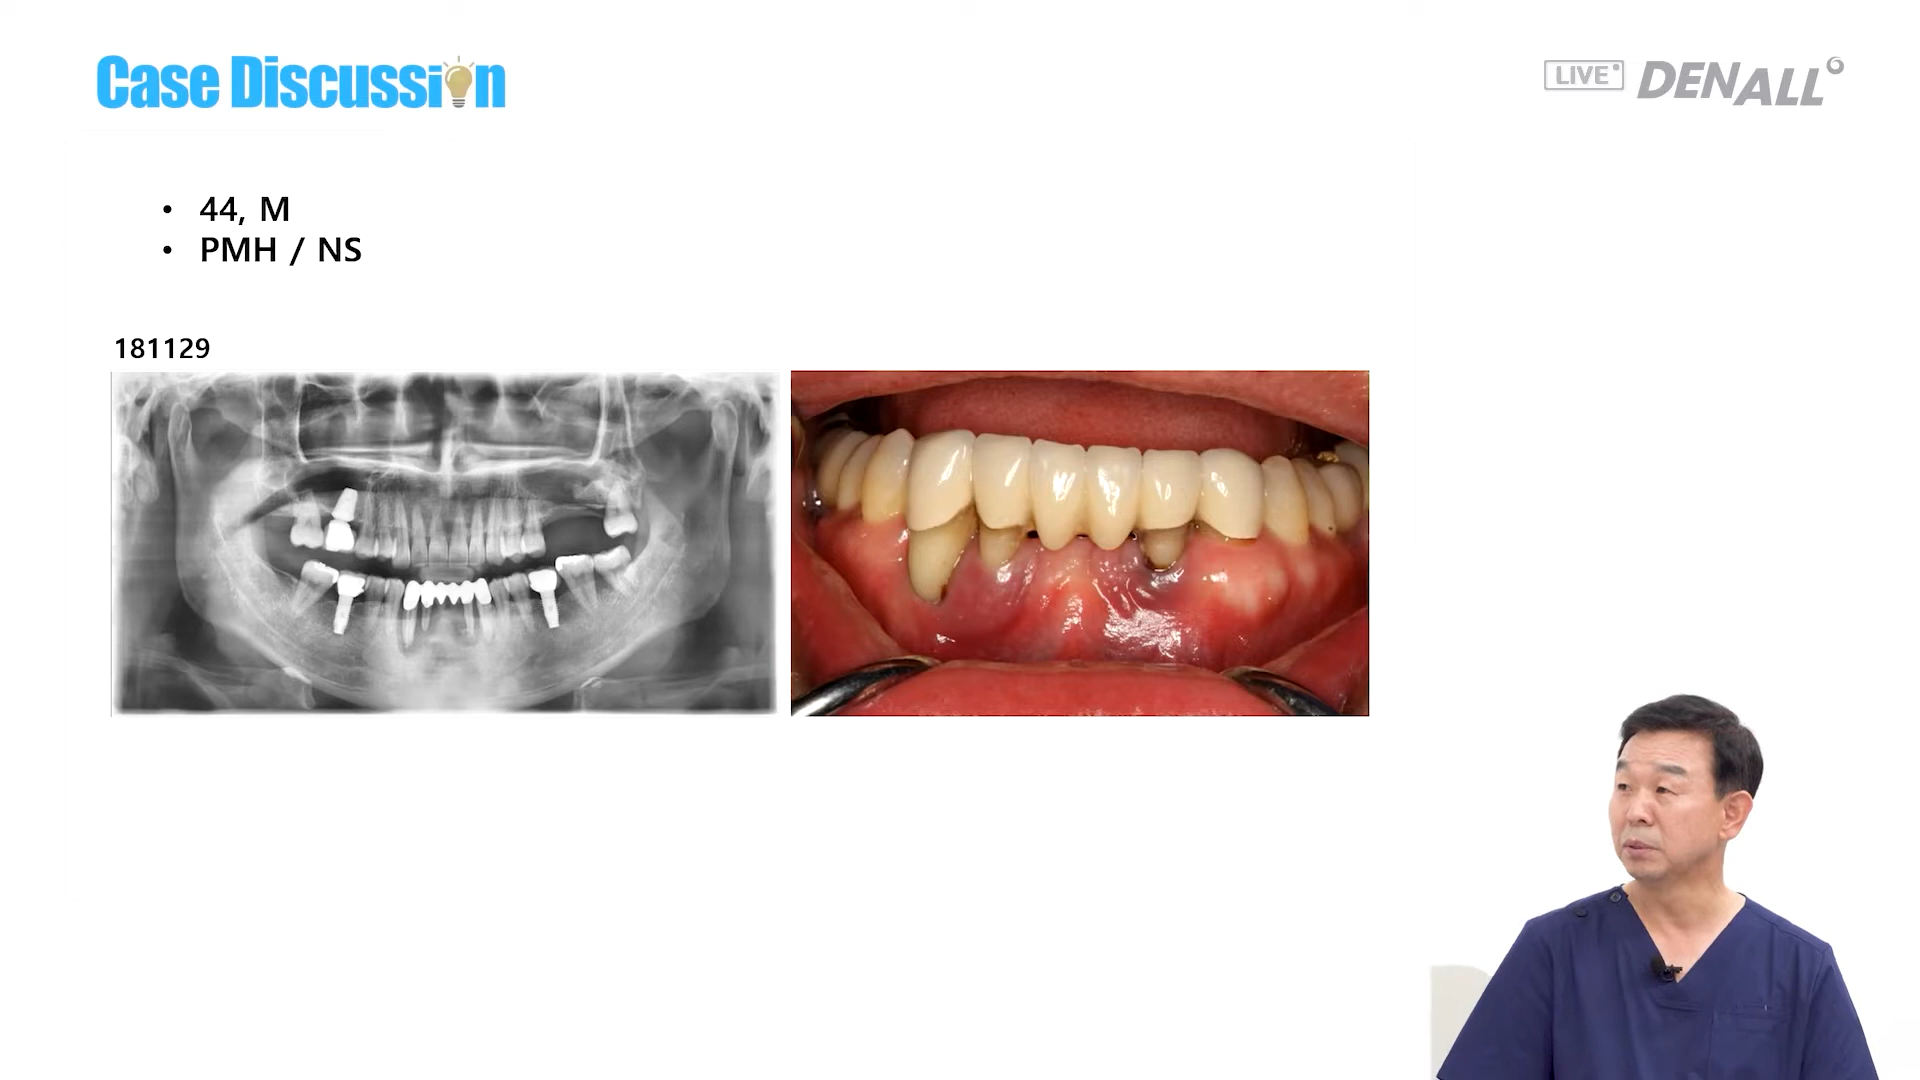 Case Discussion
LIVE DENALL
• 44, M
• PMH / NS
181129